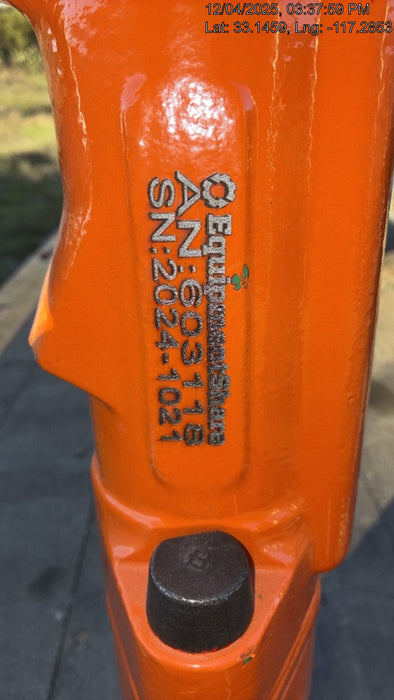 12/04/2025, 03:37:59 PM
Lat: 33.1459, Lng: -117.2853
EquipmentShare
AN:603118
SN:2024-1021